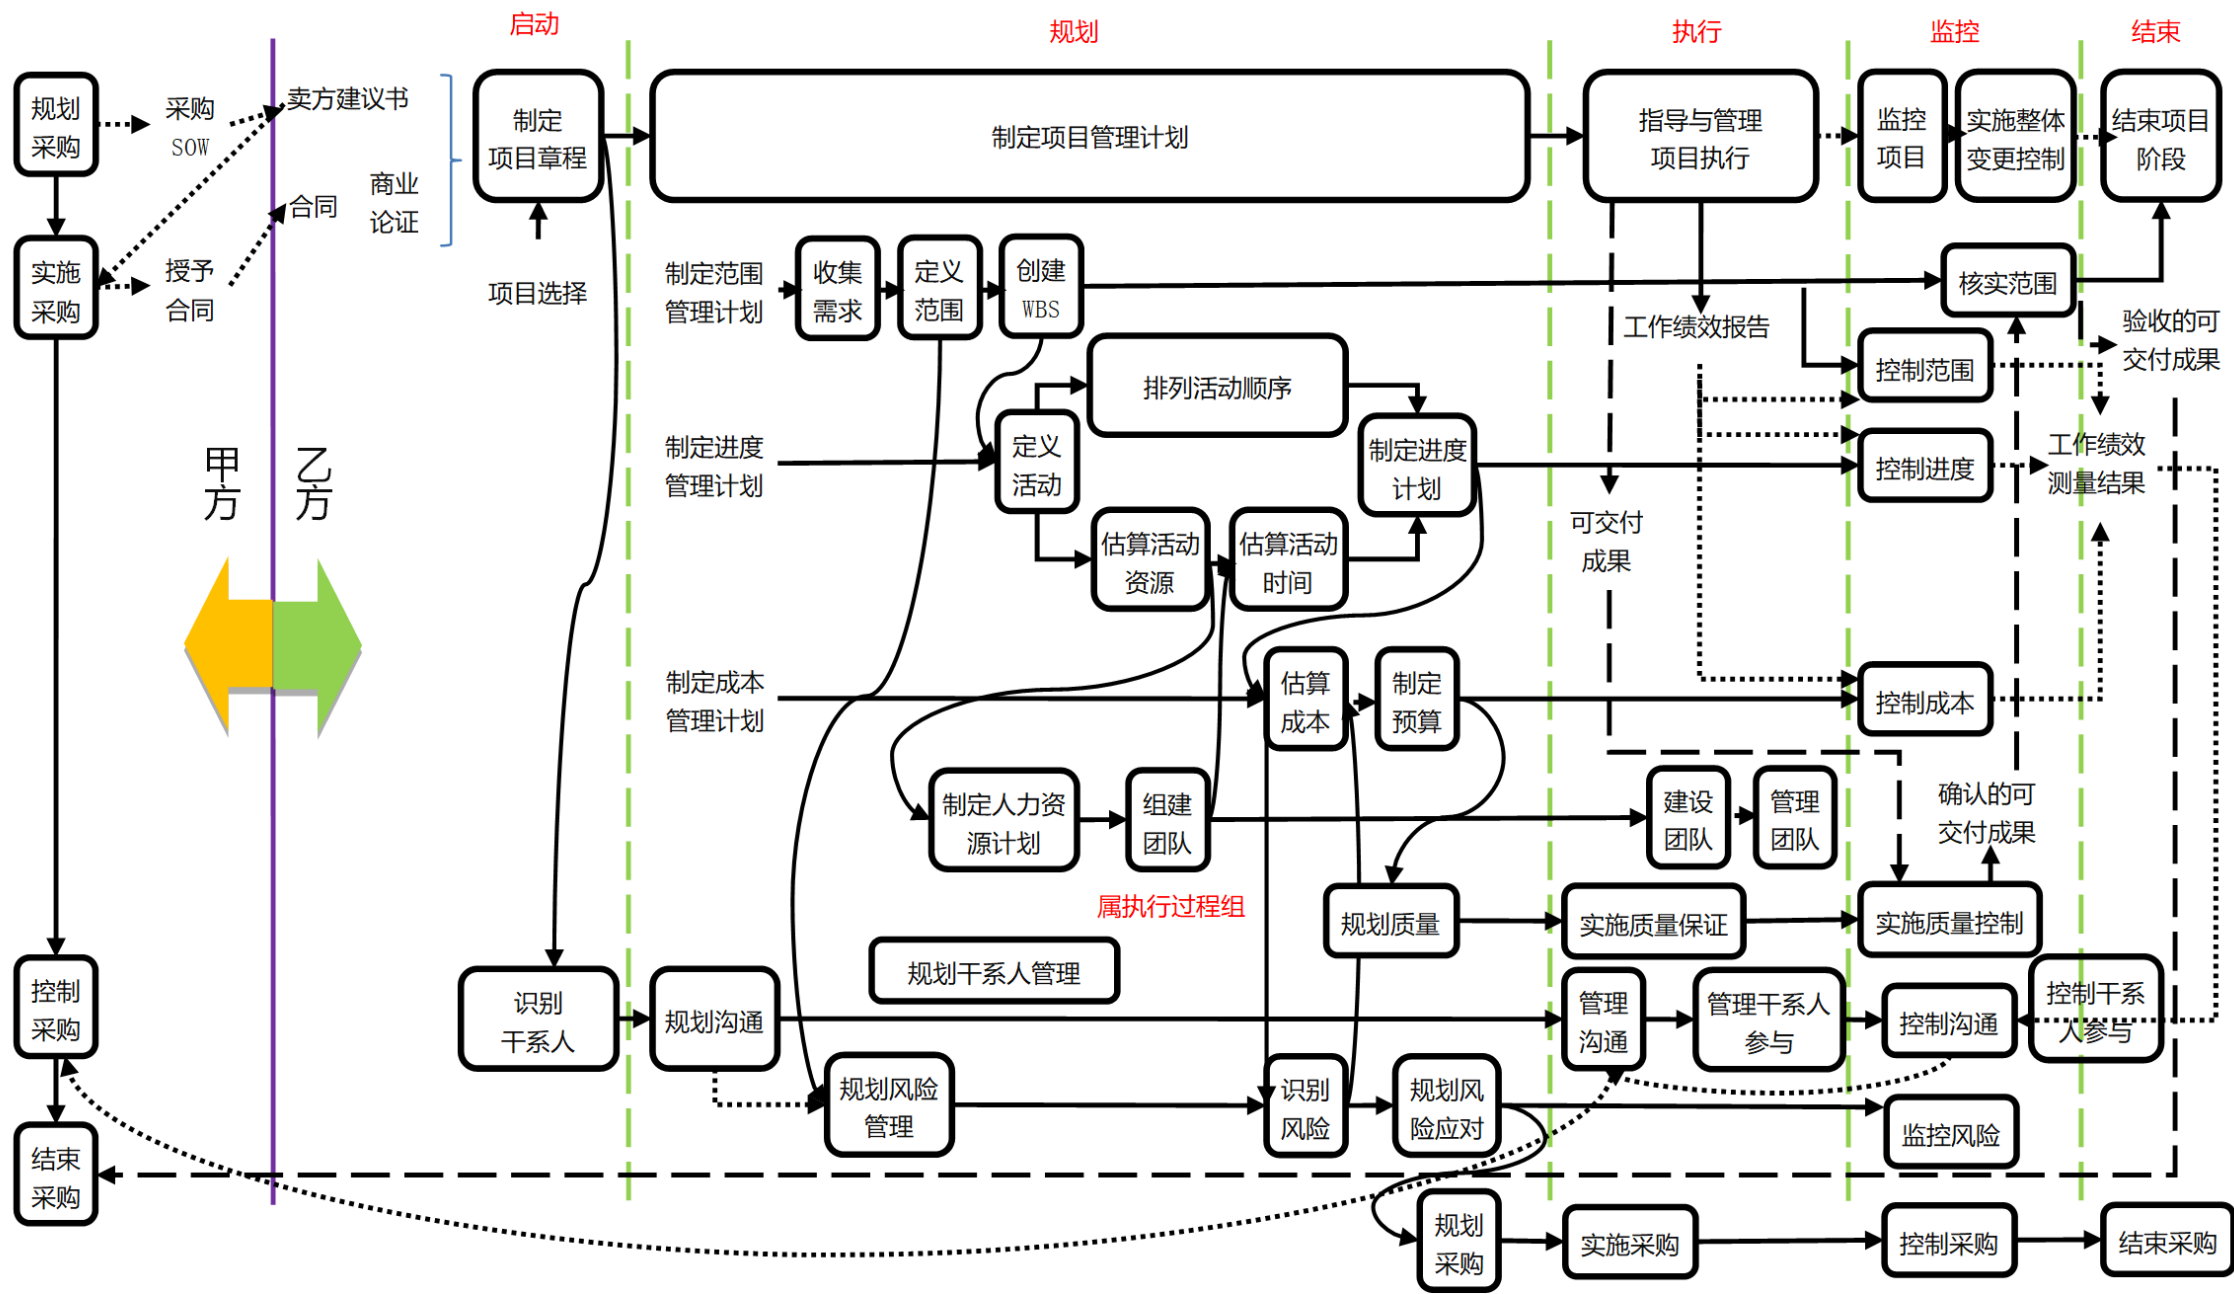 启动
规划
执行
监控
结束
规划
采购
采购
SOW
卖方建议书
商业
论证
合同
实施
采购
授予
合同
甲方
乙方
控制
采购
结束
采购
制定
项目章程
项目选择
识别
干系人
制定项目管理计划
制定范围
管理计划
收集
需求
定义
范围
创建
WBS
制定进度
管理计划
定义
活动
排列活动顺序
估算活动
资源
估算活动
时间
制定进度
计划
制定成本
管理计划
估算
成本
制定
预算
制定人力资
源计划
组建
团队
属执行过程组
规划质量
规划干系人管理
规划沟通
规划风险
管理
识别
风险
规划风
险应对
规划
采购
指导与管理
项目执行
工作绩效报告
可交付
成果
建设
团队
管理
团队
实施质量保证
管理
沟通
管理干系人
参与
实施采购
监控
项目
实施整体
变更控制
核实范围
控制范围
控制进度
控制成本
确认的可
交付成果
实施质量控制
控制沟通
控制干系
人参与
监控风险
控制采购
结束项目
阶段
验收的可
交付成果
工作绩效
测量结果
结束采购